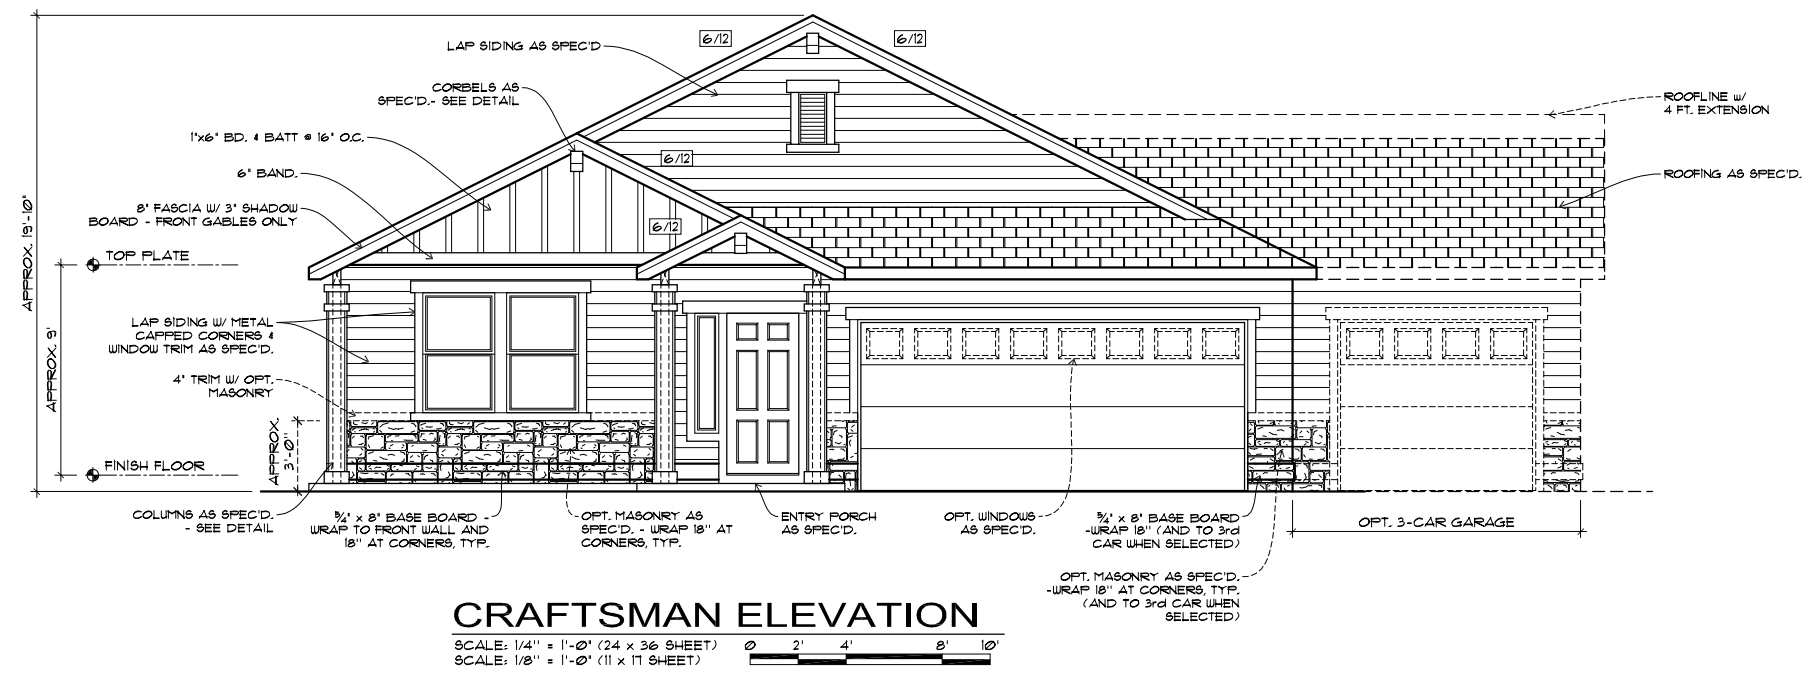 6/12
6/12
LAP SIDING AS SPEC'D
CORBELS AS
SPEC'D.- SEE DETAIL
ROOFLINE W/
4 FT. EXTENSION
1"x6" BD. & BATT @ 16" O.C.
6/12
6" BAND.
ROOFING AS SPEC'D.
8" FASCIA W/ 3" SHADOW
BOARD - FRONT GABLES ONLY
6/12
APPROX. 19'-10"
TOP PLATE
LAP SIDING W/ METAL
CAPPED CORNERS &
WINDOW TRIM AS SPEC'D.
APPROX. 9'
4" TRIM W/ OPT.
MASONRY
APPROX.
3'-0"
FINISH FLOOR
COLUMNS AS SPEC'D.
- SEE DETAIL
5/4" x 8" BASE BOARD -
WRAP TO FRONT WALL AND
18" AT CORNERS, TYP.
OPT. MASONRY AS
SPEC'D. - WRAP 18" AT
CORNERS, TYP.
ENTRY PORCH
AS SPEC'D.
OPT. WINDOWS
AS SPEC'D.
5/4" x 8" BASE BOARD
-WRAP 18" (AND TO 3rd
CAR WHEN SELECTED)
OPT. 3-CAR GARAGE
OPT. MASONRY AS SPEC'D.
-WRAP 18" AT CORNERS, TYP.
(AND TO 3rd CAR WHEN
SELECTED)
CRAFTSMAN ELEVATION
SCALE: 1/4" = 1'-0" (24 x 36 SHEET)
SCALE: 1/8" = 1'-0" (11 x 17 SHEET)
0 2' 4' 8' 10'